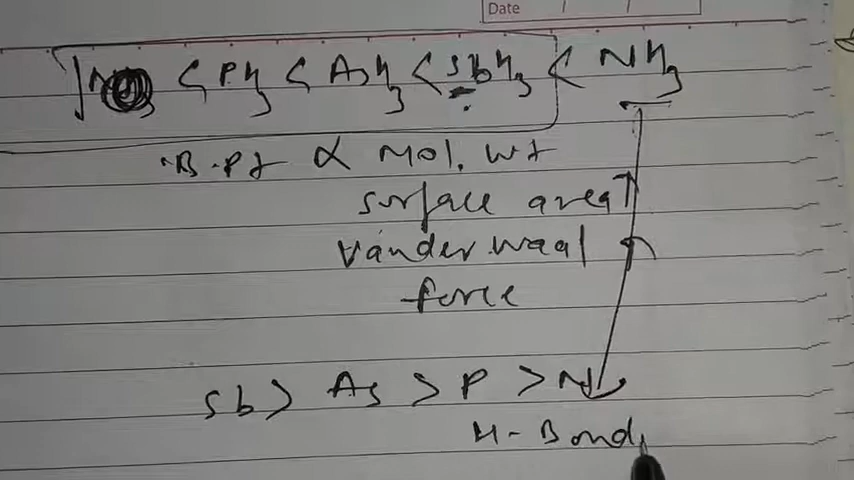 Date
< PH3 < AsH3 < SbH3 < NH3
B.Pt ∝ Mol. wt
surface area↑
vander waal ↑
force
Sb > As > P > N
H-Bond